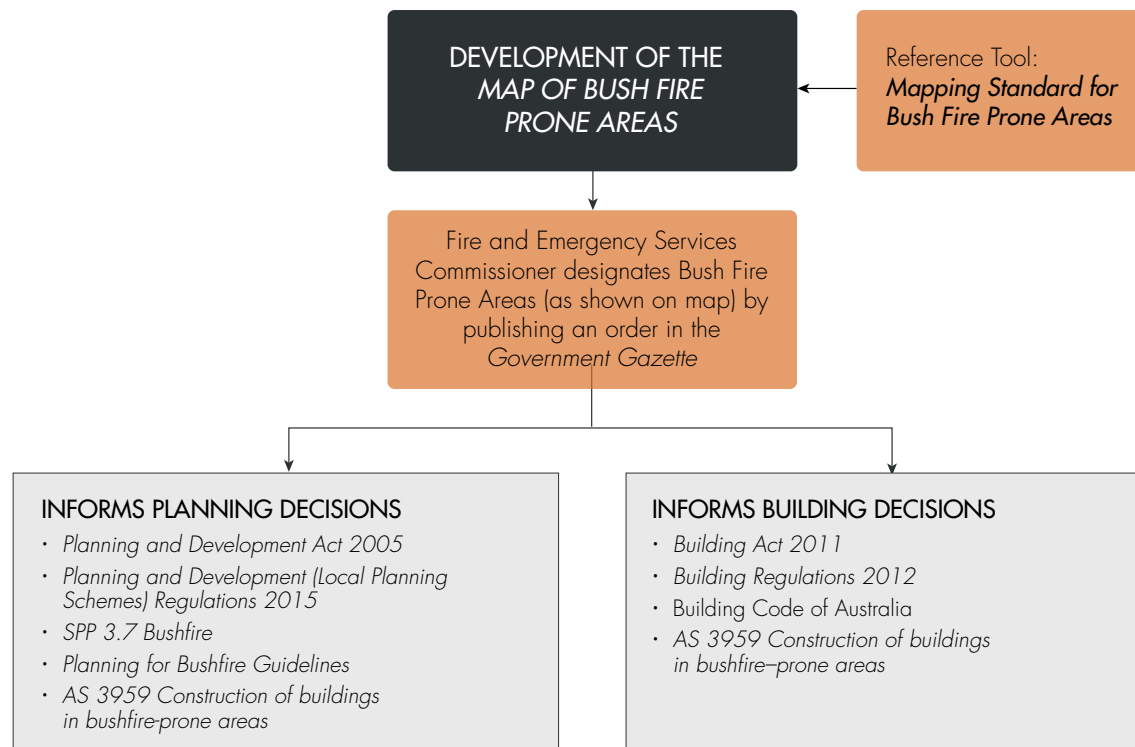 DEVELOPMENT OF THE
MAP OF BUSH FIRE
PRONE AREAS
Reference Tool:
Mapping Standard for
Bush Fire Prone Areas
Fire and Emergency Services
Commissioner designates Bush Fire
Prone Areas (as shown on map) by
publishing an order in the
Government Gazette
INFORMS PLANNING DECISIONS
• Planning and Development Act 2005
• Planning and Development (Local Planning
Schemes) Regulations 2015
• SPP 3.7 Bushfire
• Planning for Bushfire Guidelines
• AS 3959 Construction of buildings
in bushfire-prone areas
INFORMS BUILDING DECISIONS
• Building Act 2011
• Building Regulations 2012
• Building Code of Australia
• AS 3959 Construction of buildings
in bushfire–prone areas